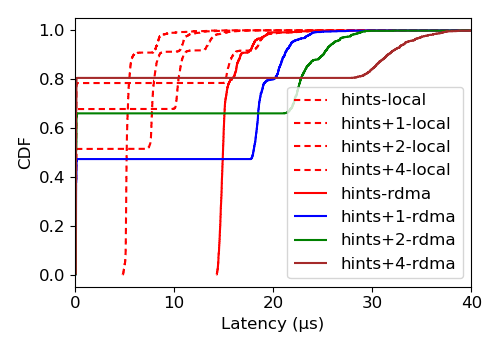 1.0
0.8
0.6
0.4
0.2
0.0
CDF
hints-local
hints+1-local
hints+2-local
hints+4-local
hints-rdma
hints+1-rdma
hints+2-rdma
hints+4-rdma
0 10 20 30 40
Latency (μs)